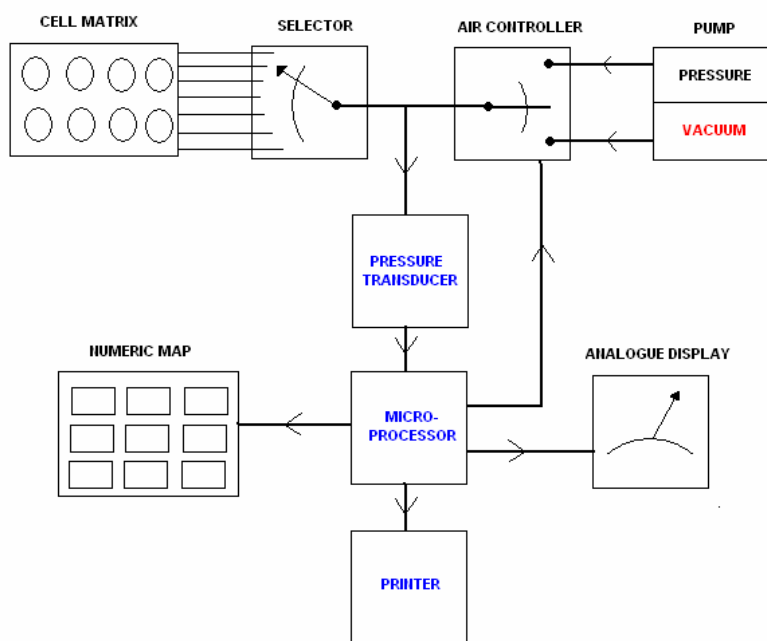 CELL MATRIX
SELECTOR
AIR CONTROLLER
PUMP
PRESSURE
VACUUM
PRESSURE
TRANSDUCER
NUMERIC MAP
ANALOGUE DISPLAY
MICRO-
PROCESSOR
PRINTER